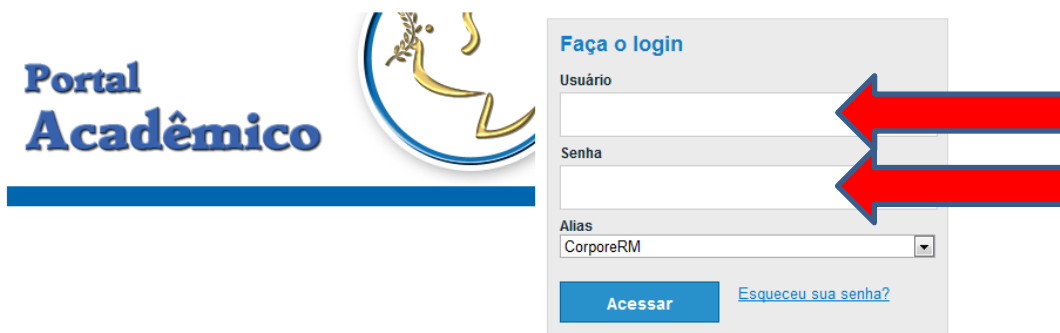 Portal
Acadêmico
Faça o login
Usuário
Senha
Alias
CorporeRM
Acessar
Esqueceu sua senha?